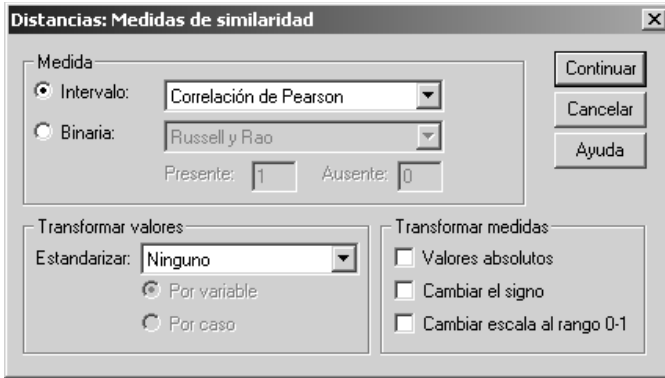 Distancias: Medidas de similaridad
Medida
Intervalo: Correlación de Pearson
Binaria: Russell y Rao
Presente: 1 Ausente: 0
Continuar
Cancelar
Ayuda
Transformar valores
Estandarizar: Ninguno
Por variable
Por caso
Transformar medidas
Valores absolutos
Cambiar el signo
Cambiar escala al rango 0-1